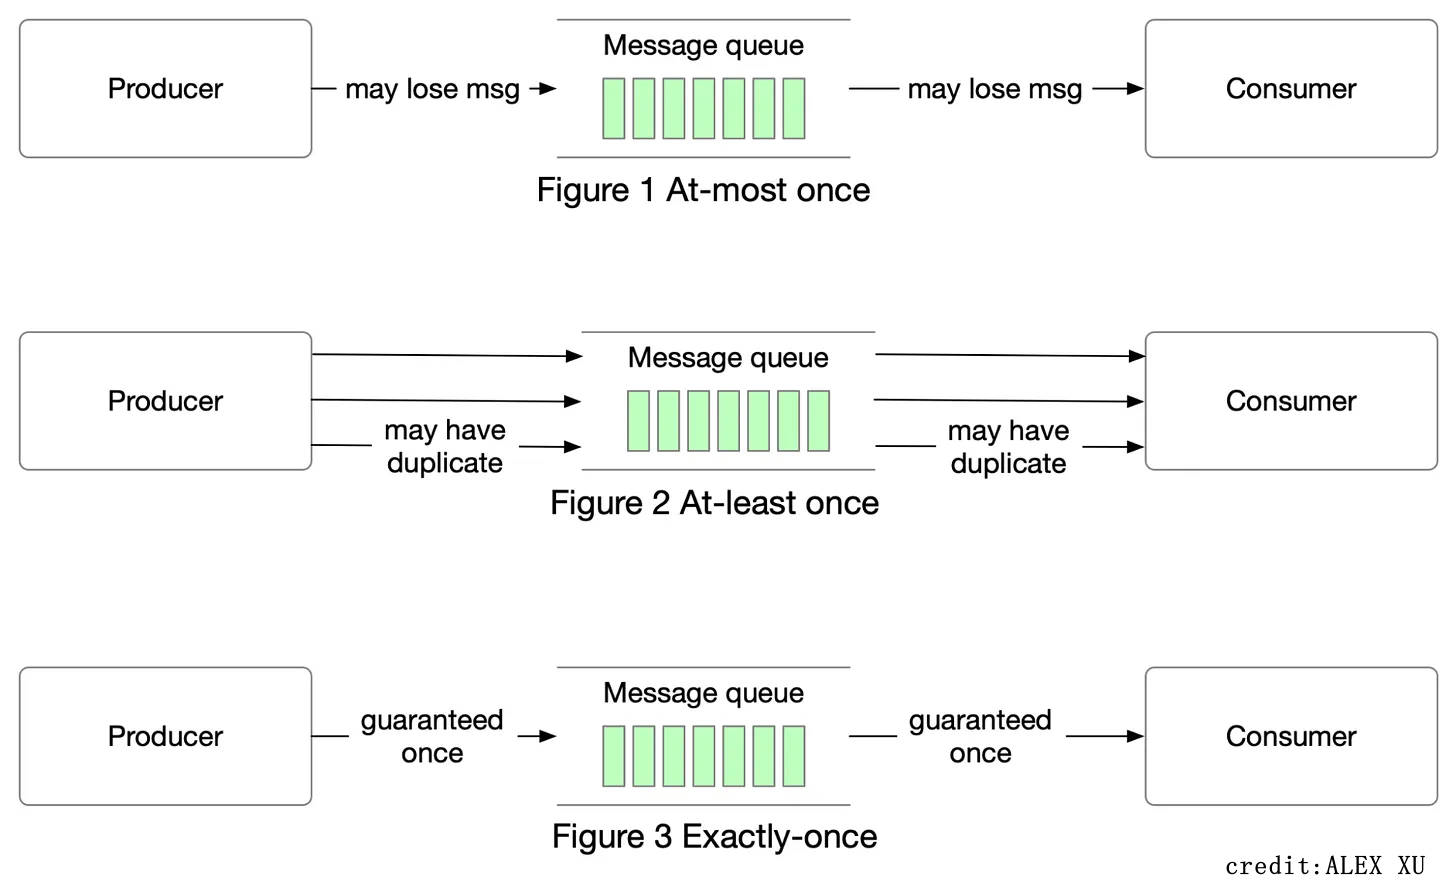 Producer
may lose msg
Message queue
may lose msg
Consumer
Figure 1 At-most once
Producer
may have
duplicate
Message queue
may have
duplicate
Consumer
Figure 2 At-least once
Producer
guaranteed
once
Message queue
guaranteed
once
Consumer
Figure 3 Exactly-once
credit:ALEX XU